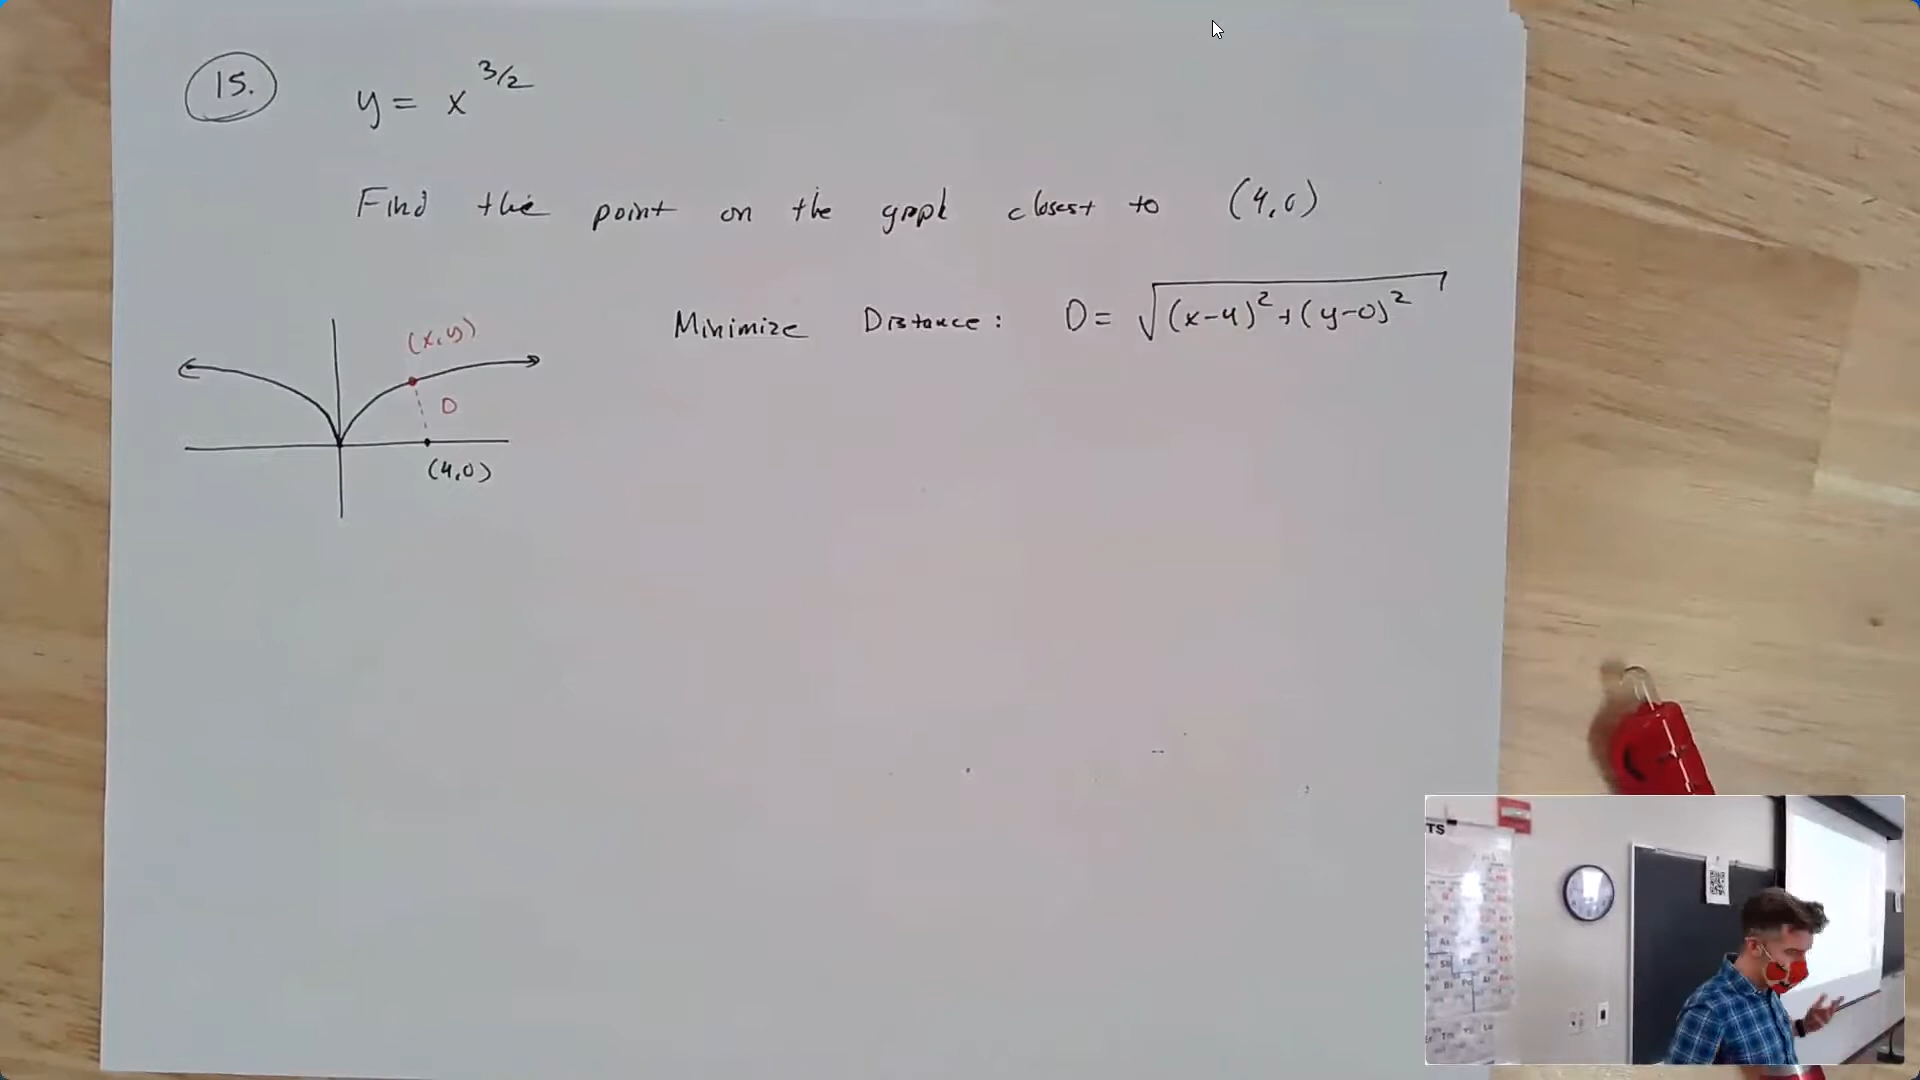 15.
y = x^3/2
Find the point on the graph closest to (4,0)
Minimize Distance: D = √(x-4)²+(y-0)²
(x,y)
D
(4,0)
TS